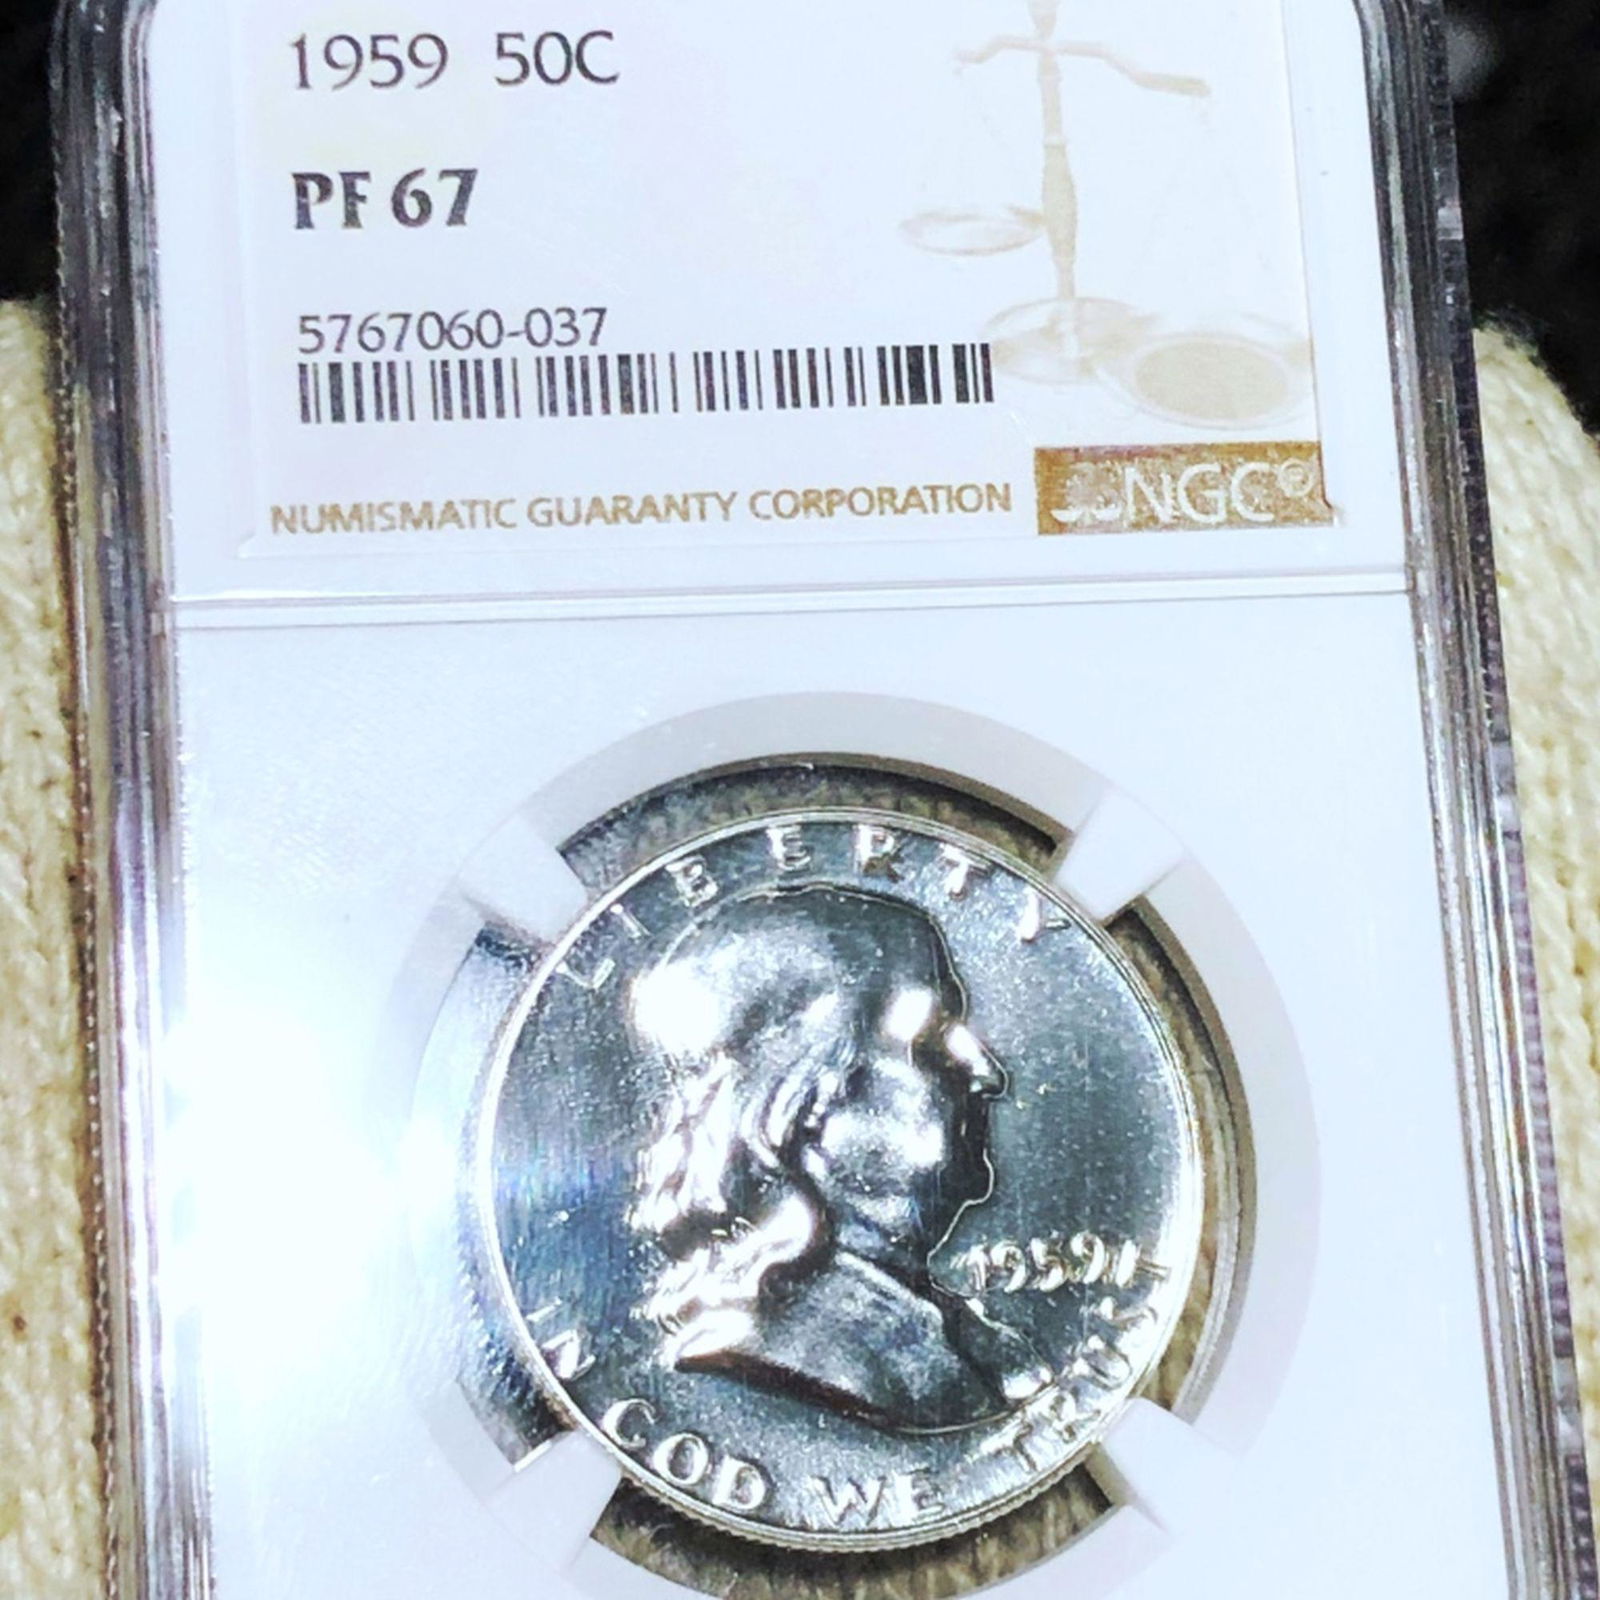 1959 50C
PF 67
5767060-037
NUMISMATIC GUARANTY CORPORATION NGC®
LIBERTY
1959
IN GOD WE TRUST